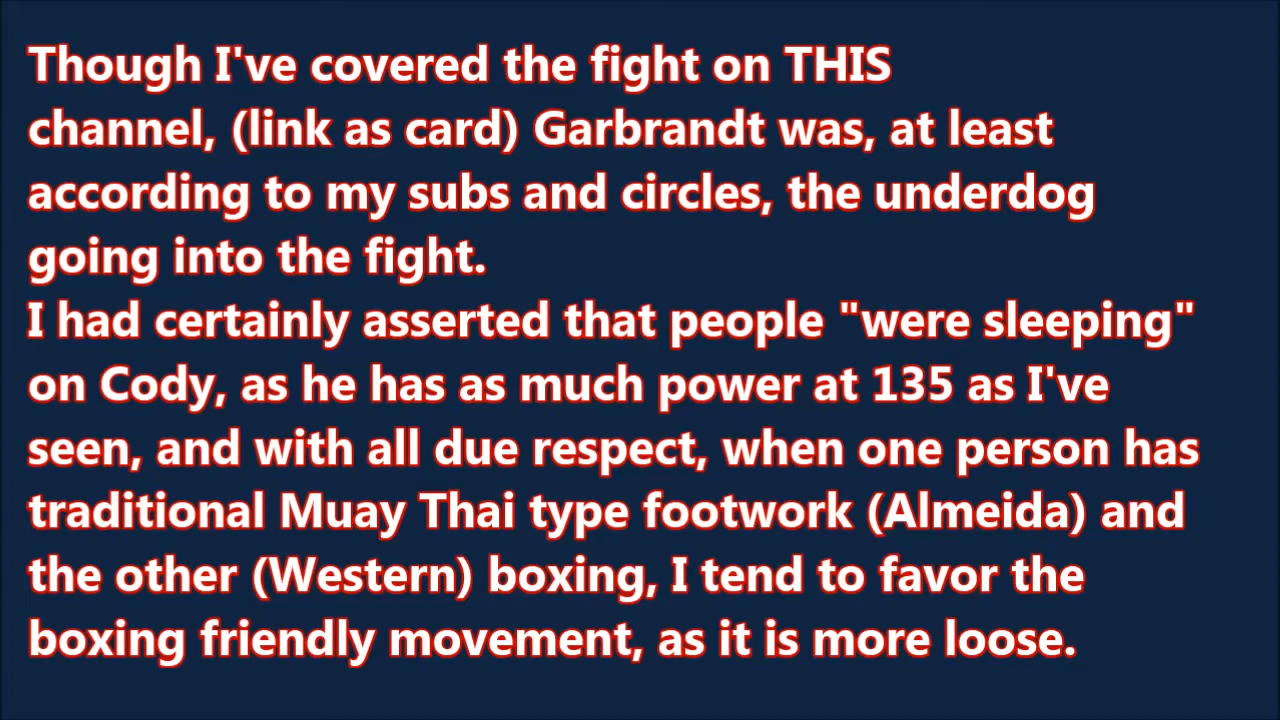 Though I've covered the fight on THIS
channel, (link as card) Garbrandt was, at least
according to my subs and circles, the underdog
going into the fight.
I had certainly asserted that people "were sleeping"
on Cody, as he has as much power at 135 as I've
seen, and with all due respect, when one person has
traditional Muay Thai type footwork (Almeida) and
the other (Western) boxing, I tend to favor the
boxing friendly movement, as it is more loose.